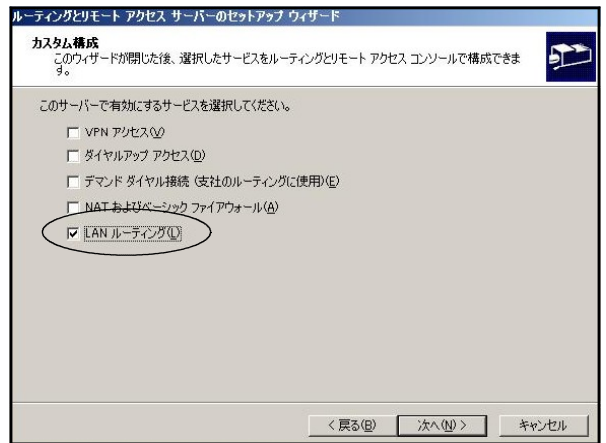 ルーティングとリモート アクセス サーバーのセットアップ ウィザード
カスタム構成
このウィザードが閉じた後、選択したサービスをルーティングとリモート アクセス コンソールで構成できま
す。
このサーバーで有効にするサービスを選択してください。
VPN アクセス(V)
ダイヤルアップ アクセス(D)
デマンド ダイヤル接続 (支社のルーティングに使用)(E)
NAT およびベーシック ファイアウォール(A)
LAN ルーティング(L)
< 戻る(B)
次へ(N) >
キャンセル